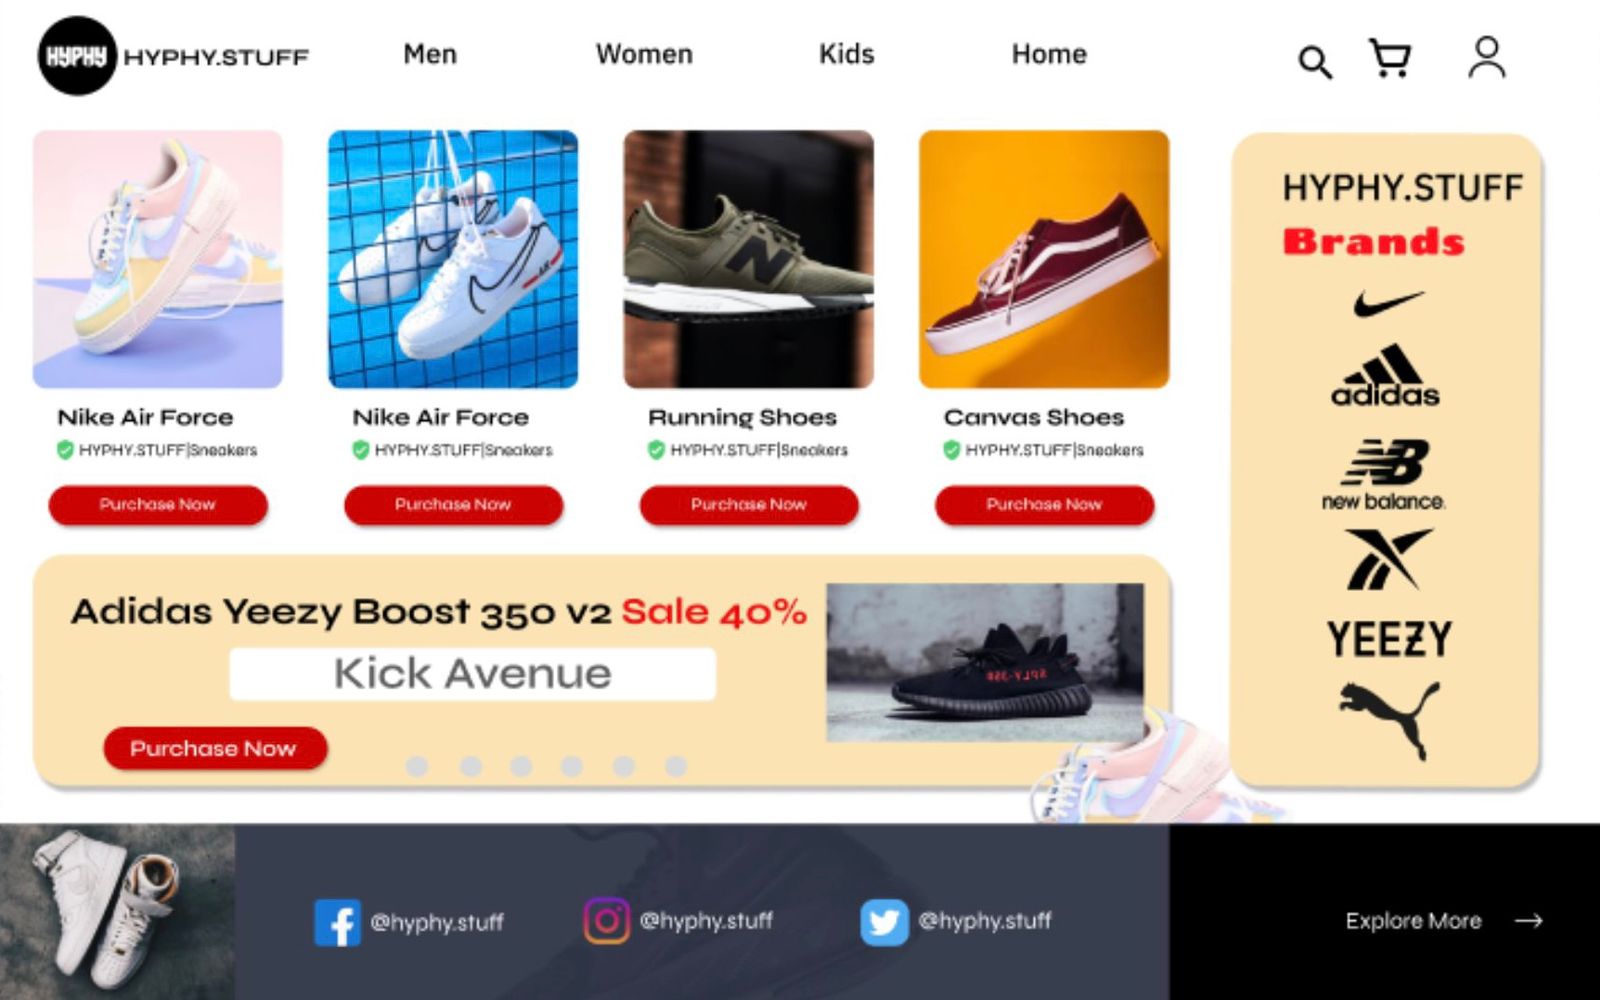 HYPHY HYPHY.STUFF Men Women Kids Home
Nike Air Force
HYPHY.STUFF|Sneakers
Purchase Now
Nike Air Force
HYPHY.STUFF|Sneakers
Purchase Now
Running Shoes
HYPHY.STUFF|Sneakers
Purchase Now
Canvas Shoes
HYPHY.STUFF|Sneakers
Purchase Now
HYPHY.STUFF
Brands
adidas
new balance
YEEZY
Adidas Yeezy Boost 350 v2 Sale 40%
Kick Avenue
Purchase Now
SPLY-350
@hyphy.stuff
@hyphy.stuff
@hyphy.stuff
Explore More